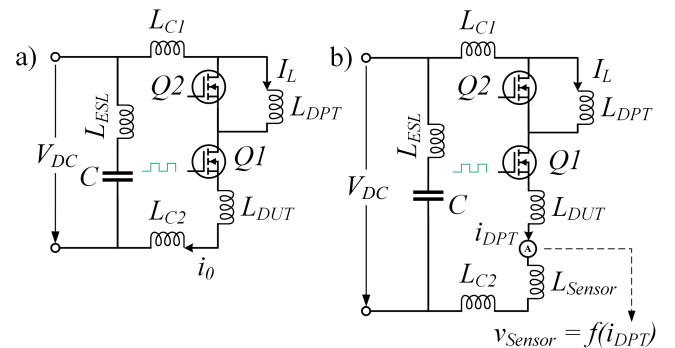 a)
L_C1
Q2
I_L
L_DPT
L_ESL
V_DC
C
Q1
L_DUT
L_C2
i_0
b)
L_C1
Q2
I_L
L_DPT
L_ESL
V_DC
C
Q1
L_DUT
i_DPT
A
L_C2
L_Sensor
v_Sensor = f(i_DPT)